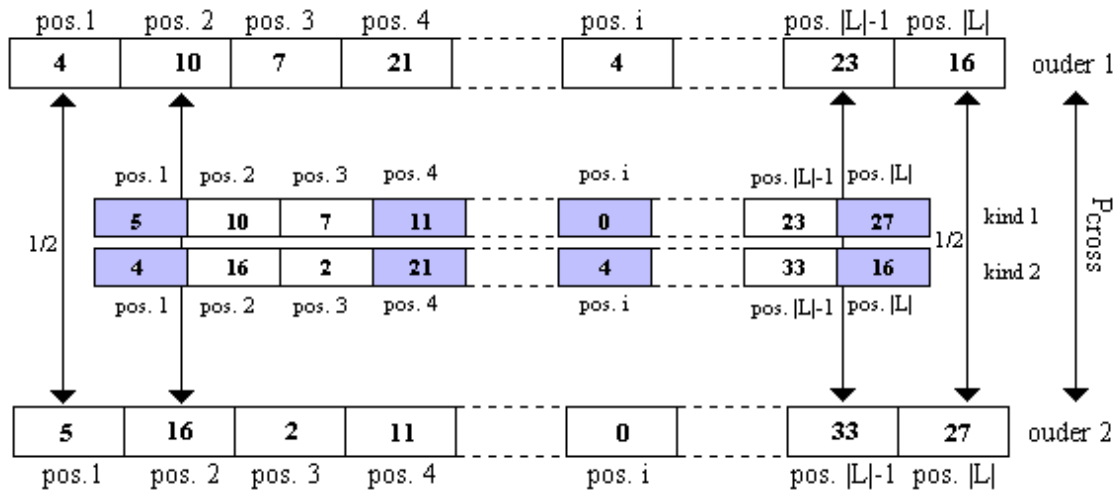 pos.1 pos. 2 pos. 3 pos. 4 pos. i pos. |L|-1 pos. |L|
4 10 7 21 4 23 16 ouder 1
pos. 1 pos. 2 pos. 3 pos. 4 pos. i pos. |L|-1 pos. |L|
5 10 7 11 0 23 27 kind 1
1/2 1/2 Pcross
4 16 2 21 4 33 16 kind 2
pos. 1 pos. 2 pos. 3 pos. 4 pos. i pos. |L|-1 pos. |L|
5 16 2 11 0 33 27 ouder 2
pos.1 pos. 2 pos. 3 pos. 4 pos. i pos. |L|-1 pos. |L|